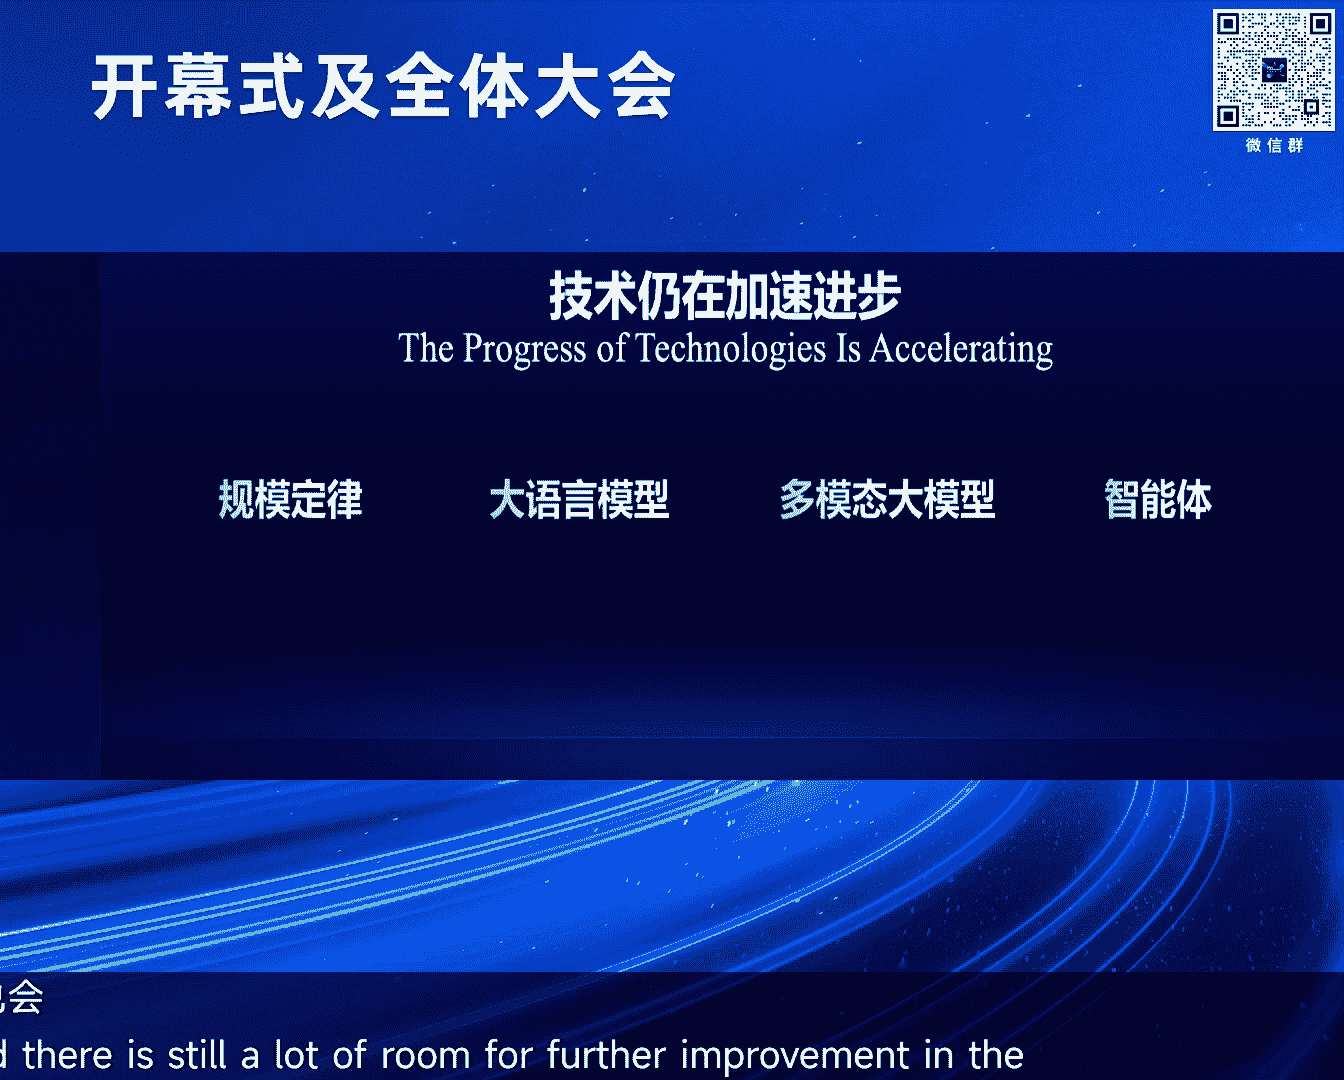 开幕式及全体大会
微信群
技术仍在加速进步
The Progress of Technologies Is Accelerating
规模定律 大语言模型 多模态大模型 智能体
会
there is still a lot of room for further improvement in the